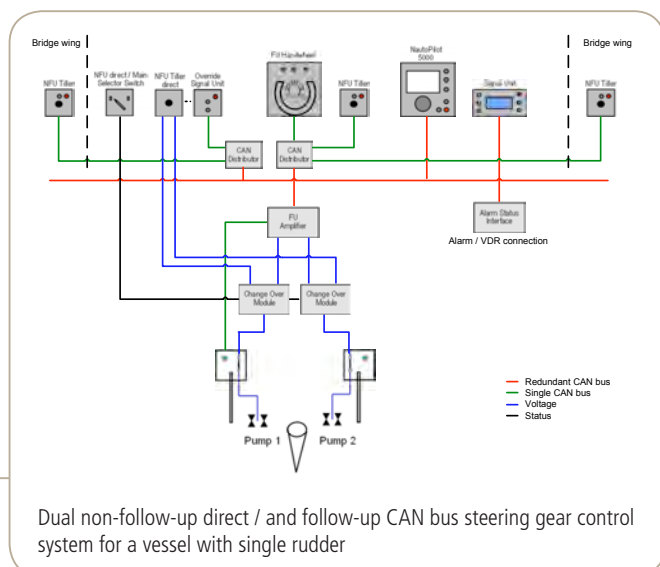 Bridge wing
Bridge wing
NFU Tiller
NFU direct / Main
Selector Switch
NFU Tiller
direct
Override
Signal Unit
FU Handwheel
NFU Tiller
NautoPilot
5000
Signal Unit
NFU Tiller
CAN
Distributor
CAN
Distributor
FU
Amplifier
Alarm Status
Interface
Alarm / VDR connection
Change Over
Module
Change Over
Module
Redundant CAN bus
Single CAN bus
Voltage
Status
Pump 1
Pump 2
Dual non-follow-up direct / and follow-up CAN bus steering gear control
system for a vessel with single rudder